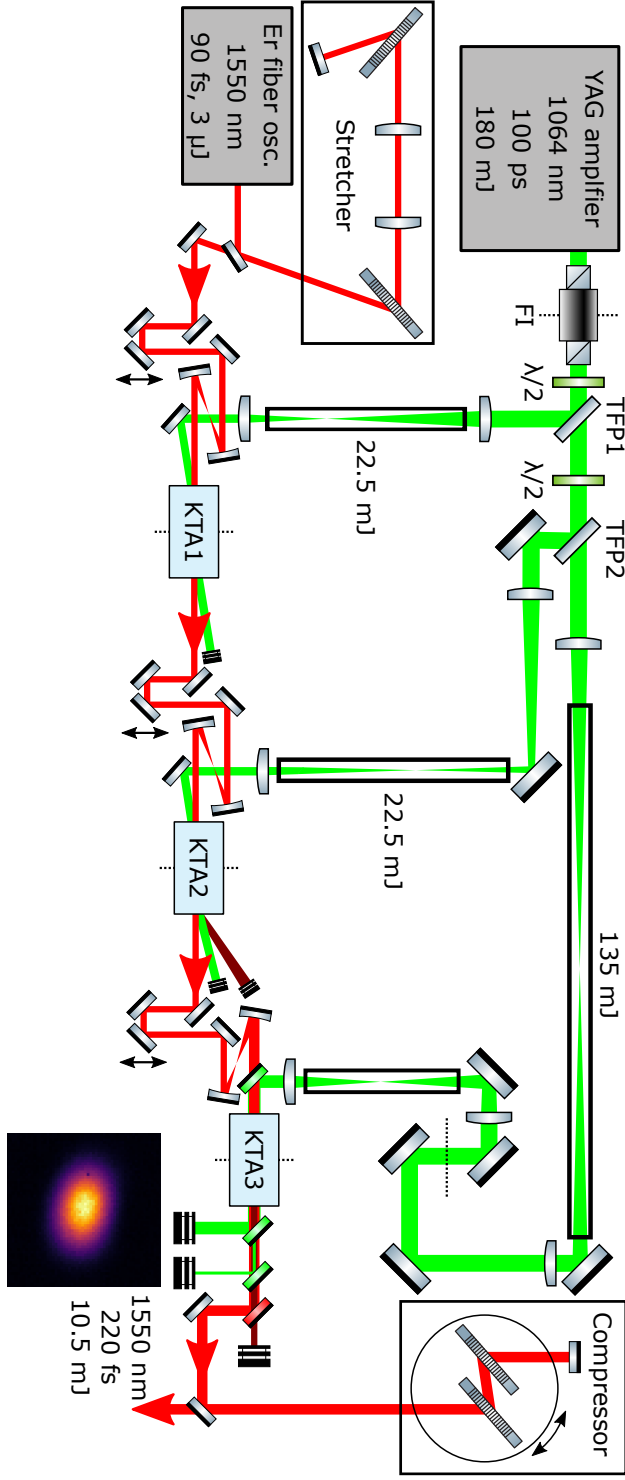 YAG amplfier
1064 nm
100 ps
180 mJ
FI
λ/2
TFP1
λ/2
TFP2
135 mJ
Compressor
Stretcher
22.5 mJ
22.5 mJ
Er fiber osc.
1550 nm
90 fs, 3 µJ
KTA1
KTA2
KTA3
1550 nm
220 fs
10.5 mJ